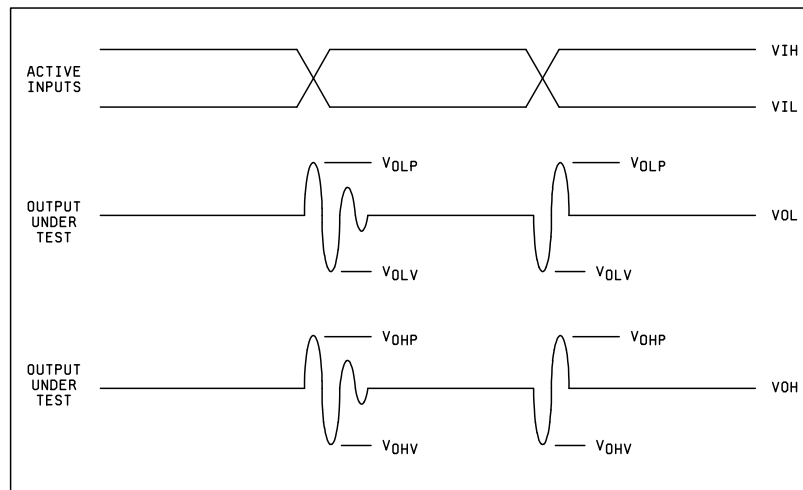 VIH
ACTIVE
INPUTS
VIL
VOLP
VOLP
OUTPUT
UNDER
TEST
VOL
VOLV
VOLV
VOHP
VOHP
OUTPUT
UNDER
TEST
VOH
VOHV
VOHV